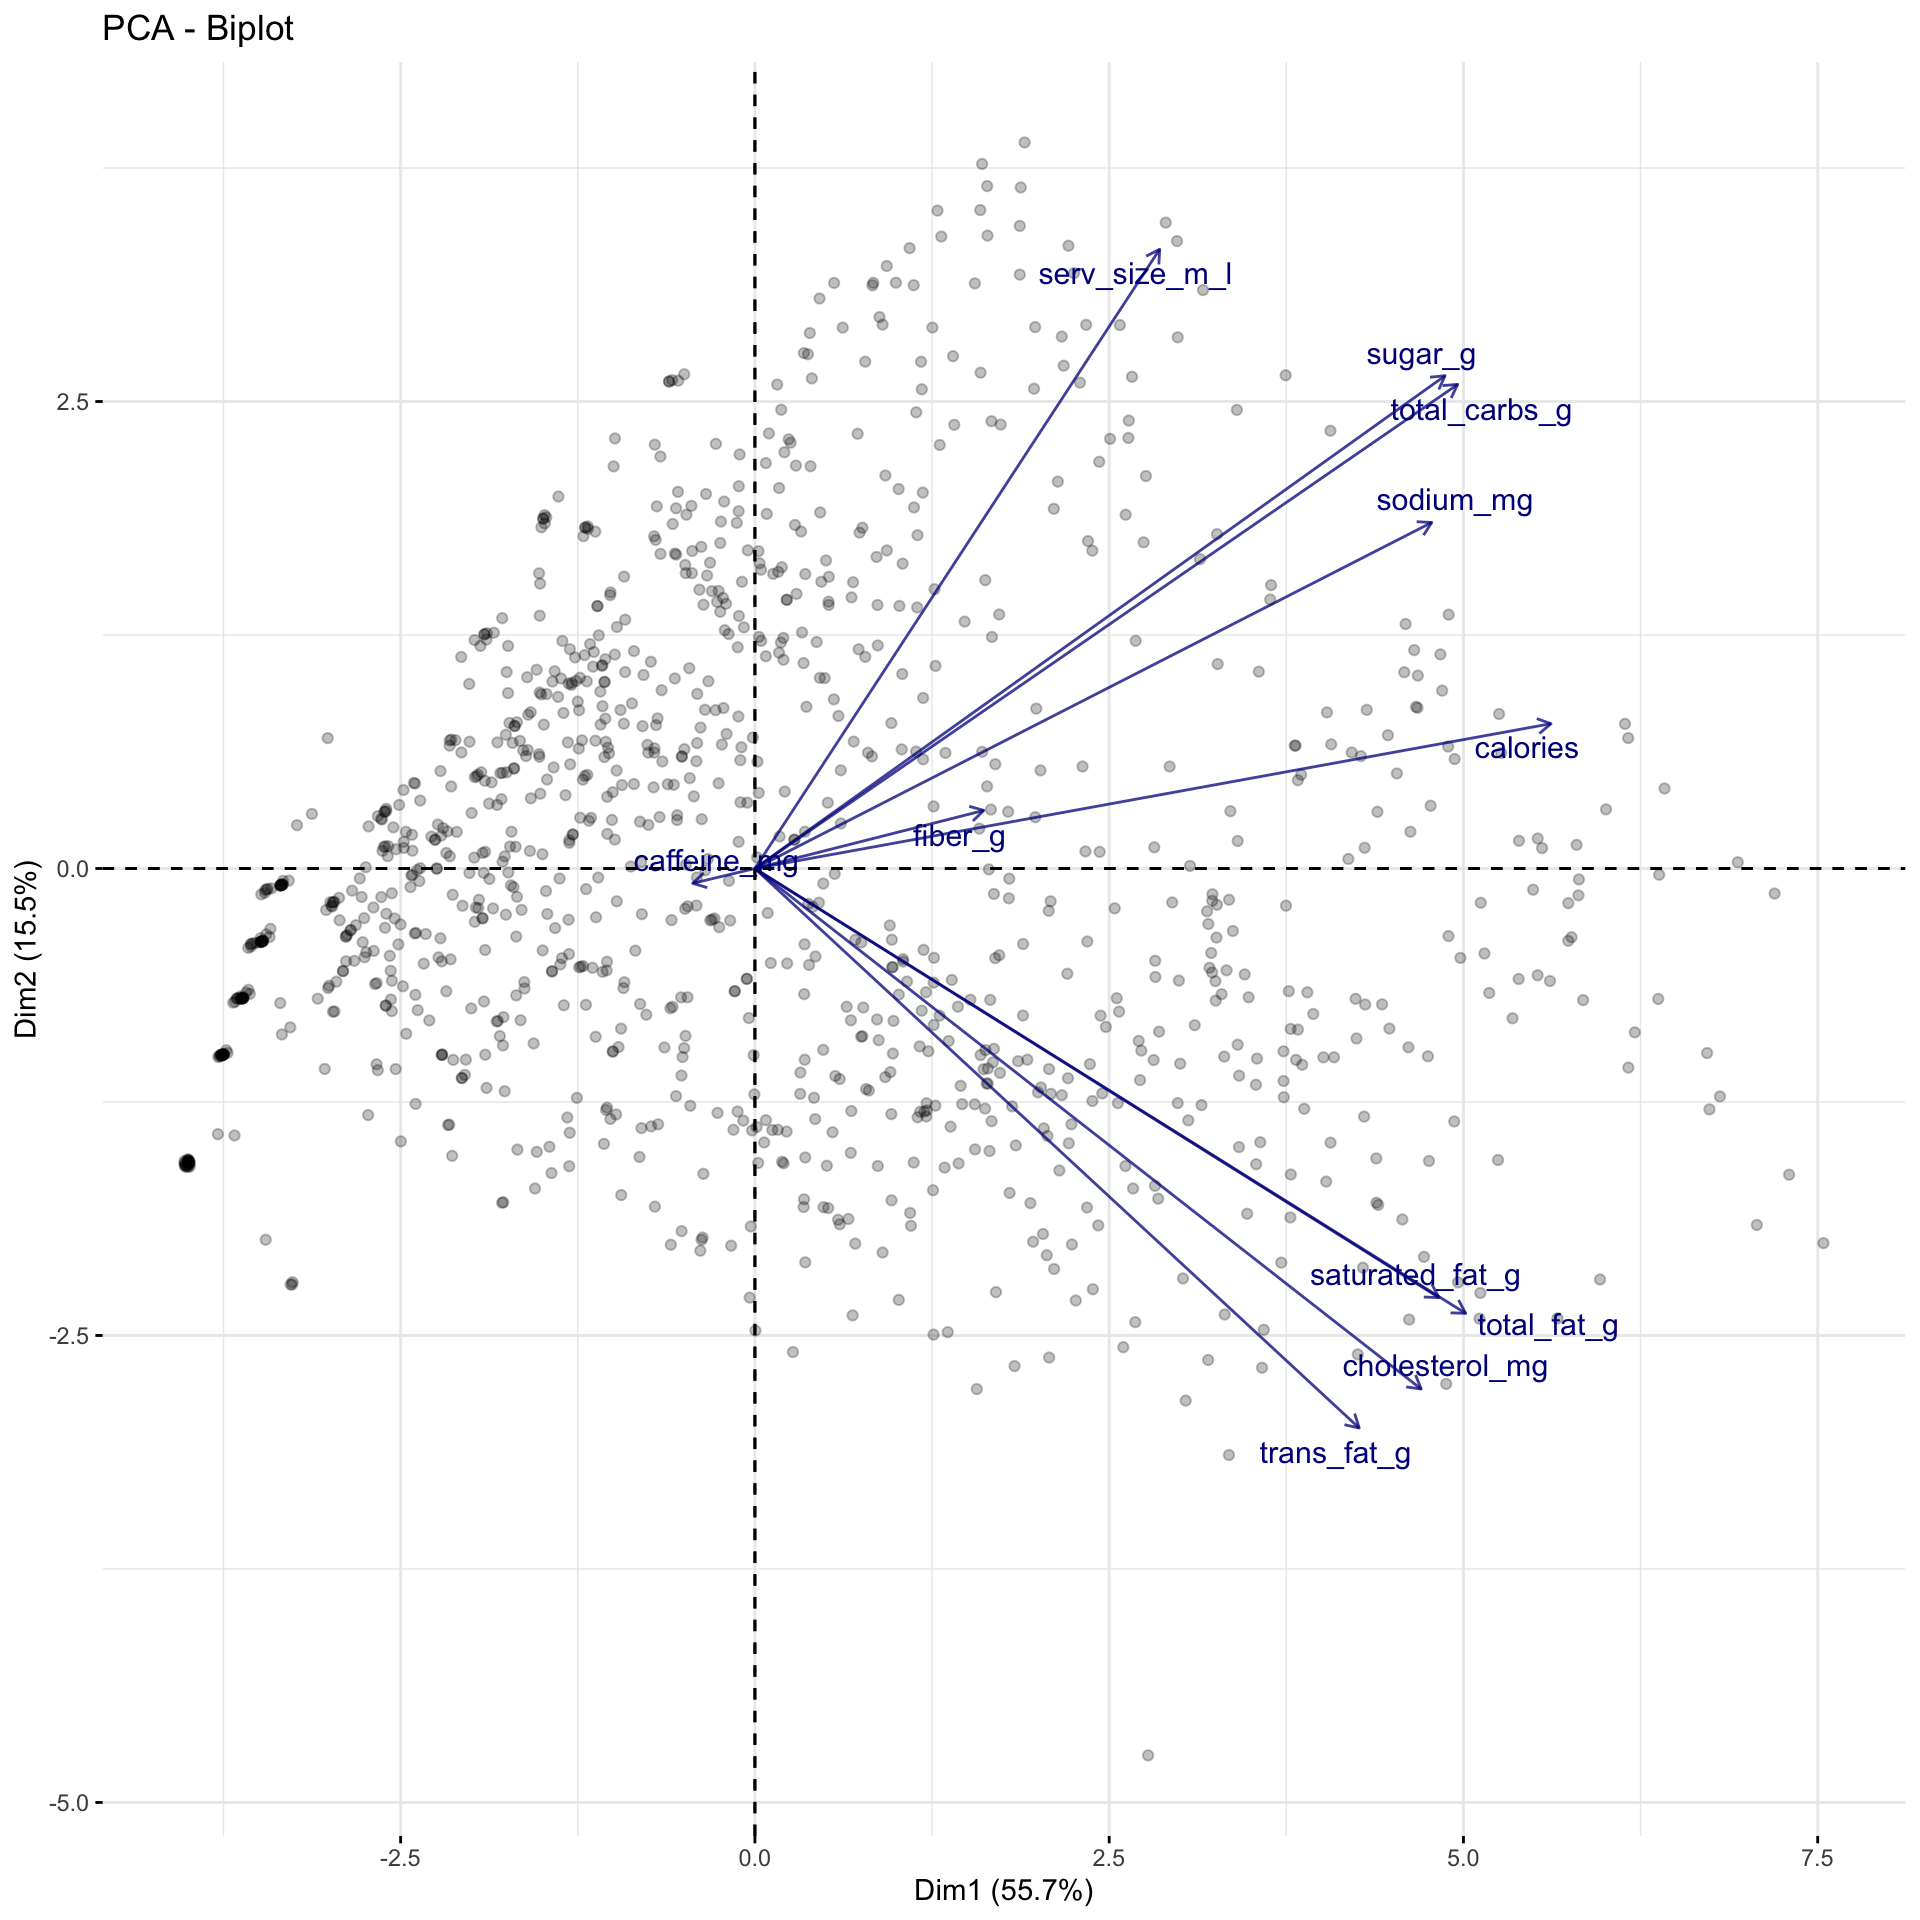 PCA - Biplot
serv_size_m_l
sugar_g
total_carbs_g
sodium_mg
calories
fiber_g
caffeine_mg
saturated_fat_g
total_fat_g
cholesterol_mg
trans_fat_g
2.5
0.0
-2.5
-5.0
Dim2 (15.5%)
-2.5
0.0
2.5
5.0
7.5
Dim1 (55.7%)